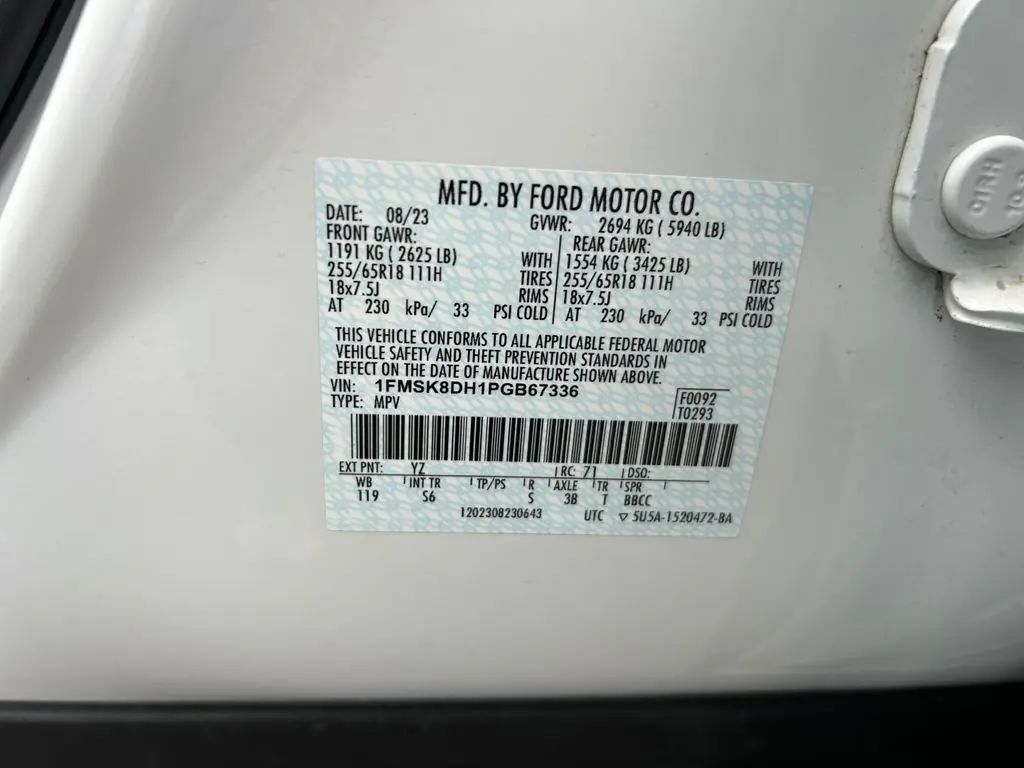 MFD. BY FORD MOTOR CO.
DATE: 08/23 GVWR: 2694 KG ( 5940 LB)
FRONT GAWR: REAR GAWR:
1191 KG ( 2625 LB) WITH 1554 KG ( 3425 LB) WITH
255/65R18 111H TIRES 255/65R18 111H TIRES
18x7.5J RIMS 18x7.5J RIMS
AT 230 kPa/ 33 PSI COLD AT 230 kPa/ 33 PSI COLD
THIS VEHICLE CONFORMS TO ALL APPLICABLE FEDERAL MOTOR
VEHICLE SAFETY AND THEFT PREVENTION STANDARDS IN
EFFECT ON THE DATE OF MANUFACTURE SHOWN ABOVE.
VIN: 1FMSK8DH1PGB67336 F0092
TYPE: MPV T0293
EXT PNT: YZ RC: 71 DSO:
WB INT TR TP/PS R AXLE TR SPR
119 S6 S 3B T BBCC
1202308230643 UTC ▽ 5U5A-1520472-BA